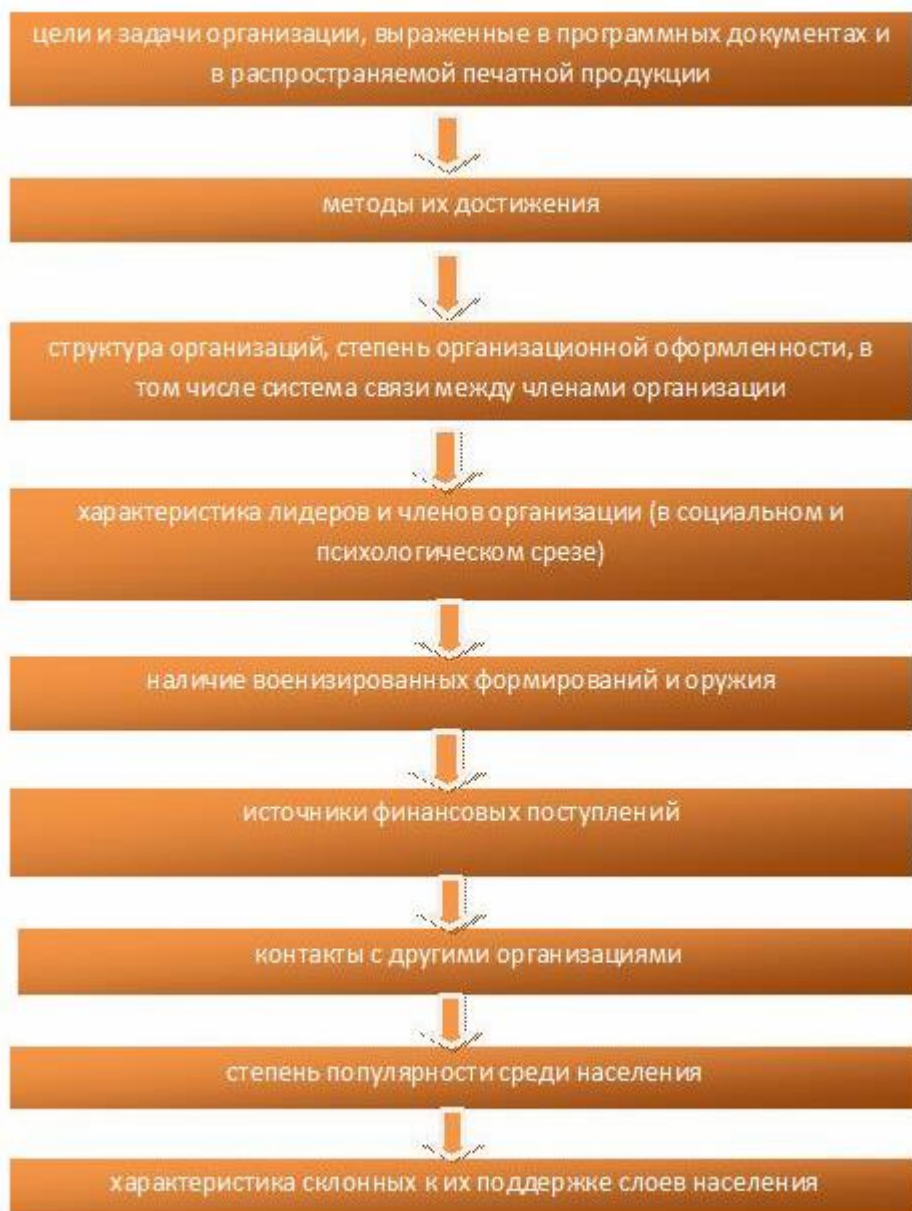 цели и задачи организации, выраженные в программных документах и
в распространяемой печатной продукции
методы их достижения
структура организаций, степень организационной оформленности, в
том числе система связи между членами организации
характеристика лидеров и членов организации (в социальном и
психологическом срезе)
наличие военизированных формирований и оружия
источники финансовых поступлений
контакты с другими организациями
степень популярности среди населения
характеристика склонных к их поддержке слоев населения